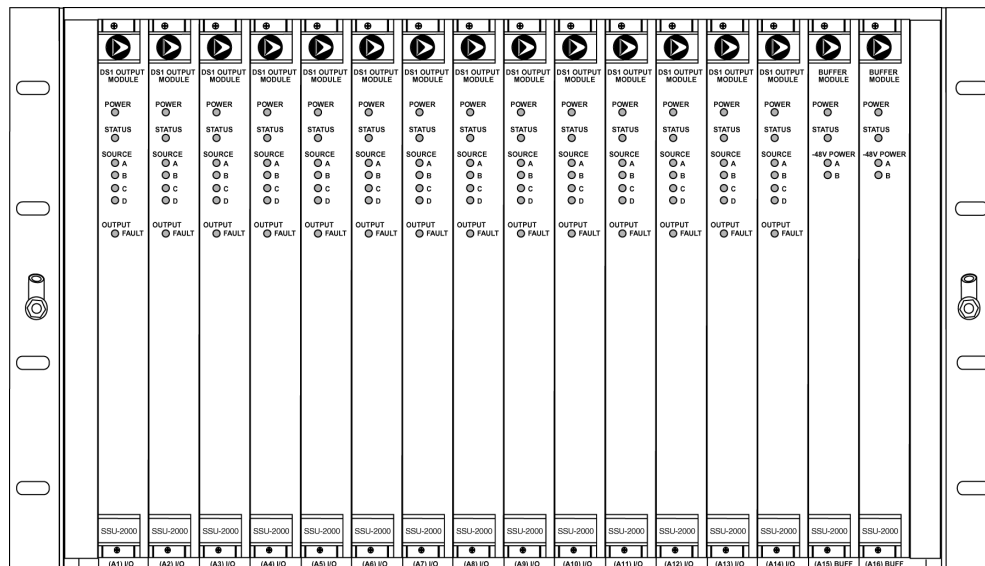 DS1 OUTPUT DS1 OUTPUT DS1 OUTPUT DS1 OUTPUT DS1 OUTPUT DS1 OUTPUT DS1 OUTPUT DS1 OUTPUT DS1 OUTPUT DS1 OUTPUT DS1 OUTPUT DS1 OUTPUT DS1 OUTPUT DS1 OUTPUT BUFFER BUFFER
MODULE MODULE MODULE MODULE MODULE MODULE MODULE MODULE MODULE MODULE MODULE MODULE MODULE MODULE MODULE MODULE
POWER POWER POWER POWER POWER POWER POWER POWER POWER POWER POWER POWER POWER POWER POWER POWER
STATUS STATUS STATUS STATUS STATUS STATUS STATUS STATUS STATUS STATUS STATUS STATUS STATUS STATUS STATUS STATUS
SOURCE SOURCE SOURCE SOURCE SOURCE SOURCE SOURCE SOURCE SOURCE SOURCE SOURCE SOURCE SOURCE SOURCE -48V POWER -48V POWER
A A A A A A A A A A A A A A A A
B B B B B B B B B B B B B B B B
C C C C C C C C C C C C C C
D D D D D D D D D D D D D D
OUTPUT OUTPUT OUTPUT OUTPUT OUTPUT OUTPUT OUTPUT OUTPUT OUTPUT OUTPUT OUTPUT OUTPUT OUTPUT OUTPUT
FAULT FAULT FAULT FAULT FAULT FAULT FAULT FAULT FAULT FAULT FAULT FAULT FAULT FAULT
SSU-2000 SSU-2000 SSU-2000 SSU-2000 SSU-2000 SSU-2000 SSU-2000 SSU-2000 SSU-2000 SSU-2000 SSU-2000 SSU-2000 SSU-2000 SSU-2000 SSU-2000 SSU-2000
(A1) I/O (A2) I/O (A3) I/O (A4) I/O (A5) I/O (A6) I/O (A7) I/O (A8) I/O (A9) I/O (A10) I/O (A11) I/O (A12) I/O (A13) I/O (A14) I/O (A15) BUFF (A16) BUFF